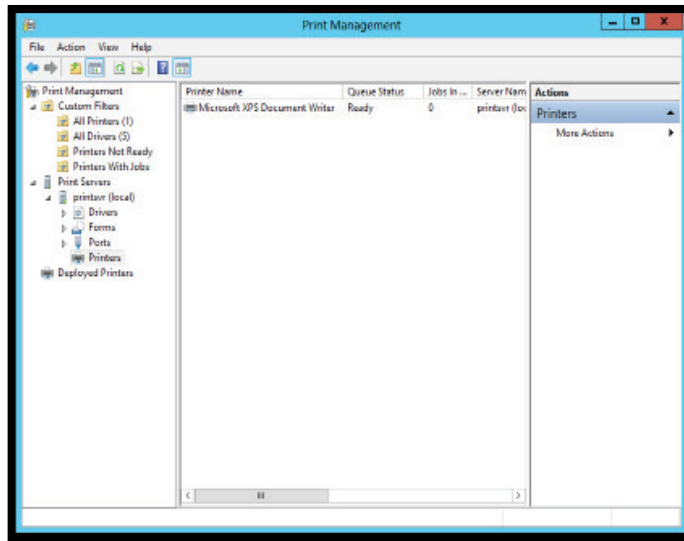 Print Management
File Action View Help
Print Management
Custom Filters
All Printers (1)
All Drivers (5)
Printers Not Ready
Printers With Jobs
Print Servers
printsvr (local)
Drivers
Forms
Ports
Printers
Deployed Printers
Printer Name Queue Status Jobs In ... Server Nam
Microsoft XPS Document Writer Ready 0 printsvr (loc
Actions
Printers
More Actions